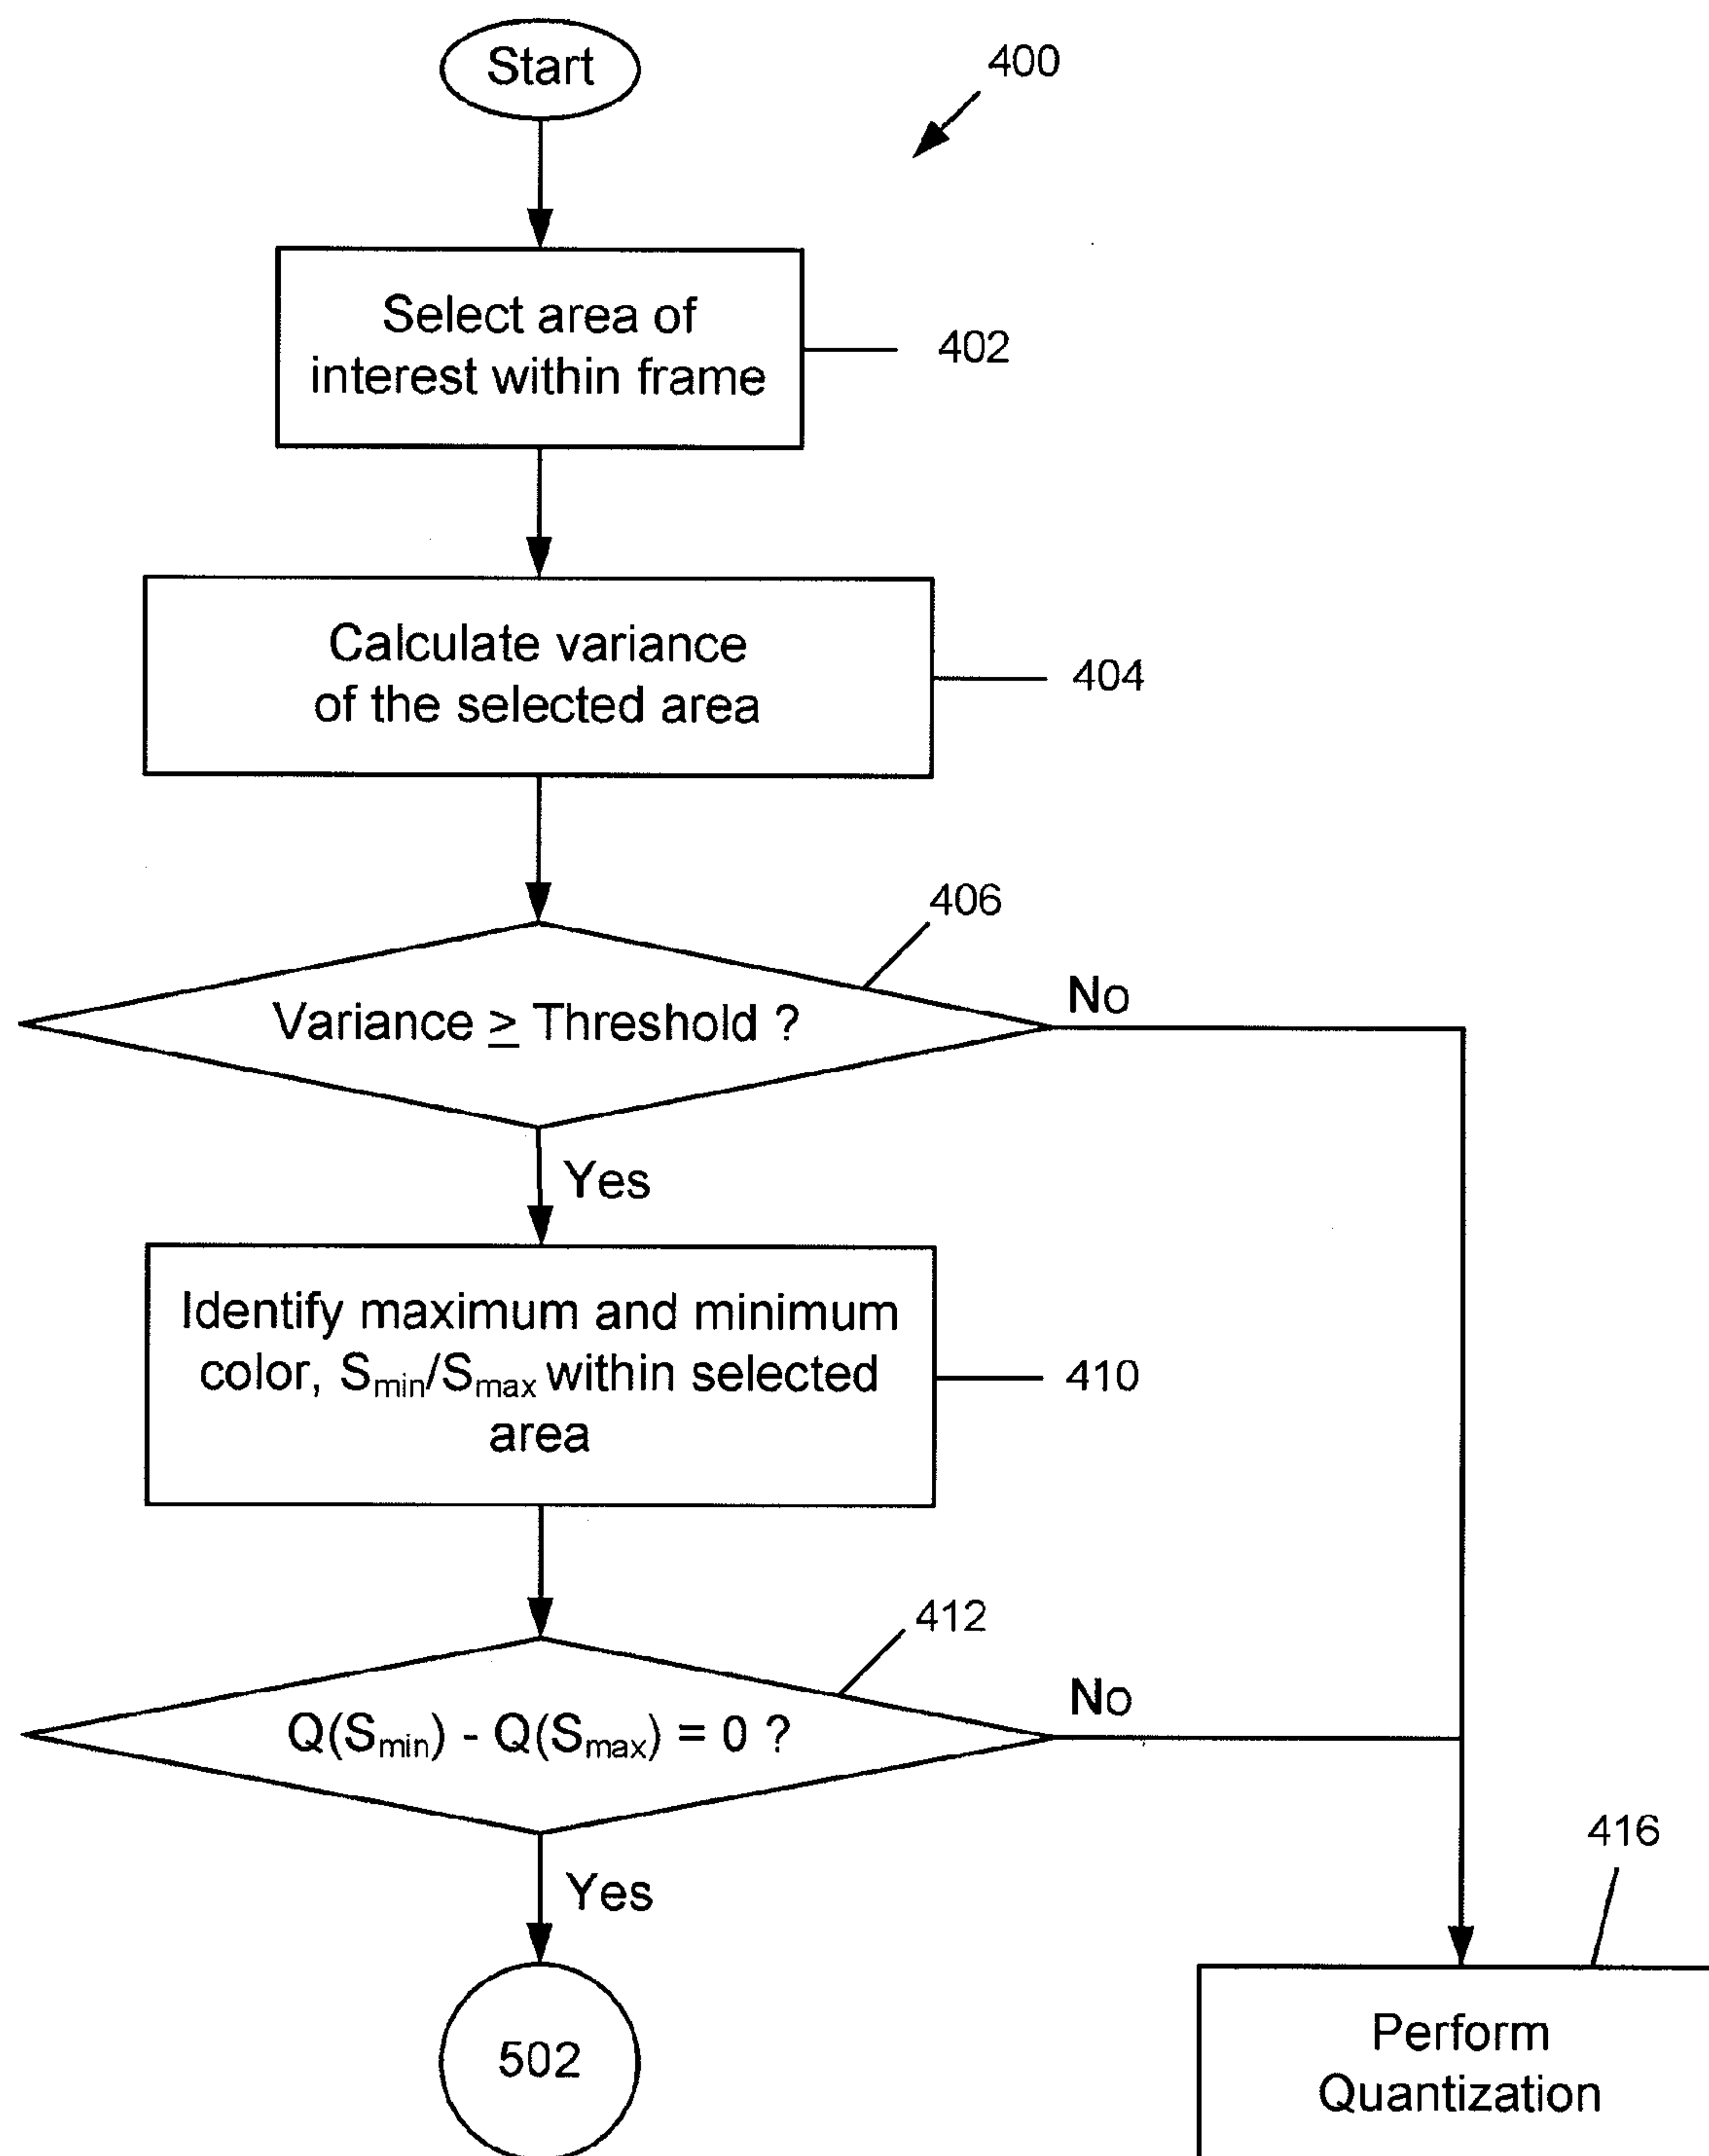 Start
400
Select area of
interest within frame
402
Calculate variance
of the selected area
404
406
Variance ≥ Threshold ?
No
Yes
Identify maximum and minimum
color, Smin/Smax within selected
area
410
412
Q(Smin) - Q(Smax) = 0 ?
No
Yes
416
502
Perform
Quantization